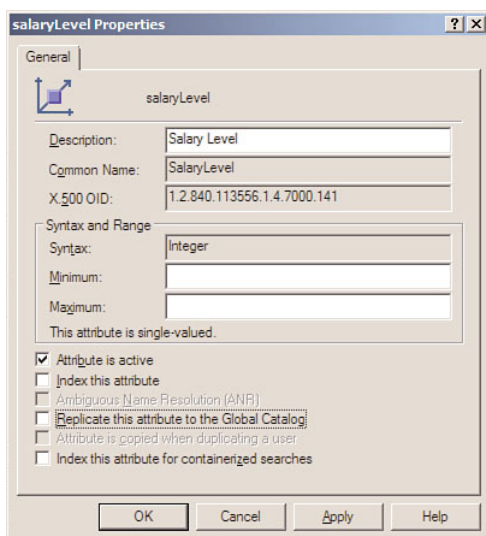 salaryLevel Properties
General
salaryLevel
Description: Salary Level
Common Name: SalaryLevel
X.500 OID: 1.2.840.113556.1.4.7000.141
Syntax and Range
Syntax: Integer
Minimum:
Maximum:
This attribute is single-valued.
Attribute is active
Index this attribute
Ambiguous Name Resolution (ANR)
Replicate this attribute to the Global Catalog
Attribute is copied when duplicating a user
Index this attribute for containerized searches
OK Cancel Apply Help